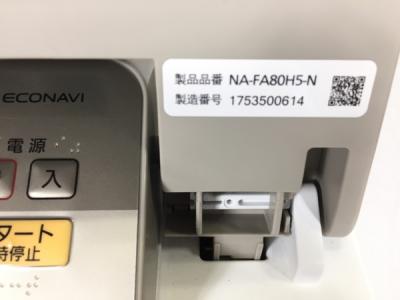 製品品番 NA-FA80H5-N
製造番号 1753500614
ECONAVI
電源
入
タート
時停止